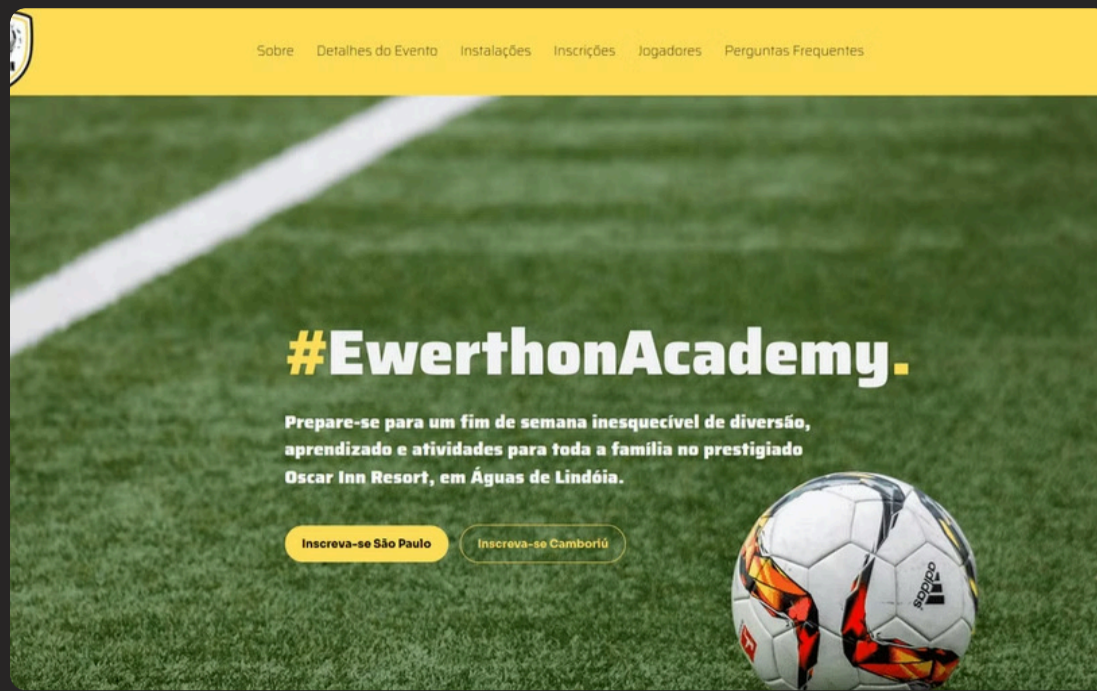 Sobre Detalhes do Evento Instalações Inscrições Jogadores Perguntas Frequentes
#EwerthonAcademy.
Prepare-se para um fim de semana inesquecível de diversão,
aprendizado e atividades para toda a família no prestigiado
Oscar Inn Resort, em Águas de Lindóia.
Inscreva-se São Paulo Inscreva-se Camboriú
adidas